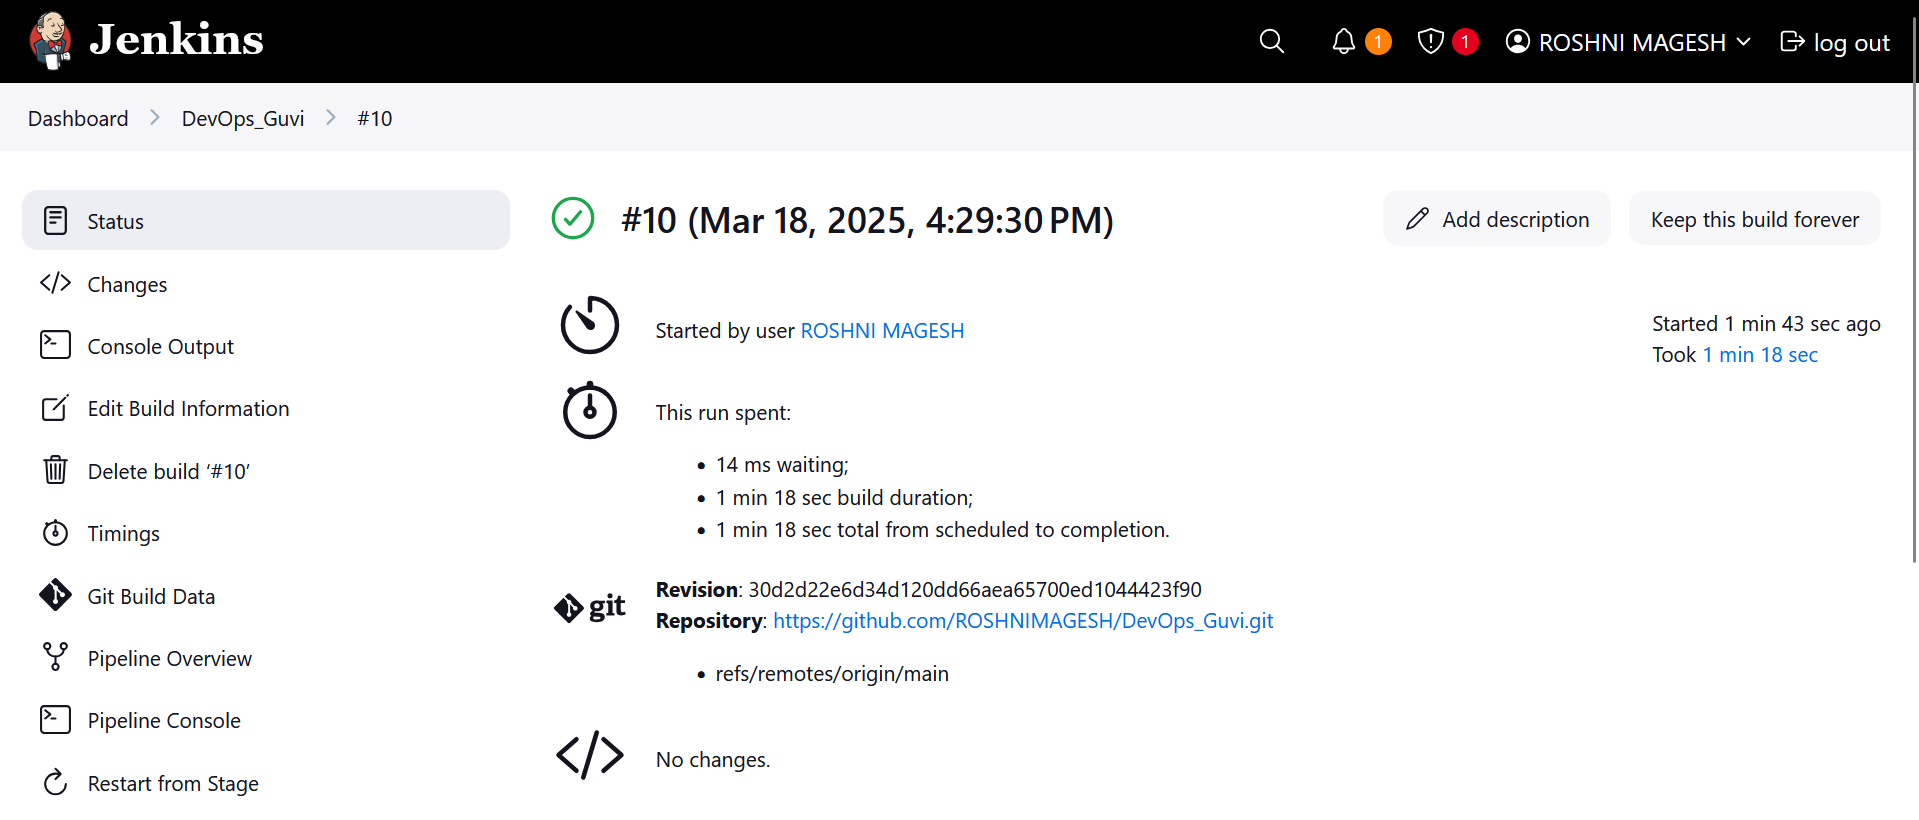 Jenkins
1
1
ROSHNI MAGESH
log out
Dashboard
DevOps_Guvi
#10
Status
Changes
Console Output
Edit Build Information
Delete build ‘#10’
Timings
Git Build Data
Pipeline Overview
Pipeline Console
Restart from Stage
#10 (Mar 18, 2025, 4:29:30 PM)
Add description
Keep this build forever
Started by user ROSHNI MAGESH
Started 1 min 43 sec ago
Took 1 min 18 sec
This run spent:
• 14 ms waiting;
• 1 min 18 sec build duration;
• 1 min 18 sec total from scheduled to completion.
git
Revision: 30d2d22e6d34d120dd66aea65700ed1044423f90
Repository: https://github.com/ROSHNIMAGESH/DevOps_Guvi.git
• refs/remotes/origin/main
No changes.